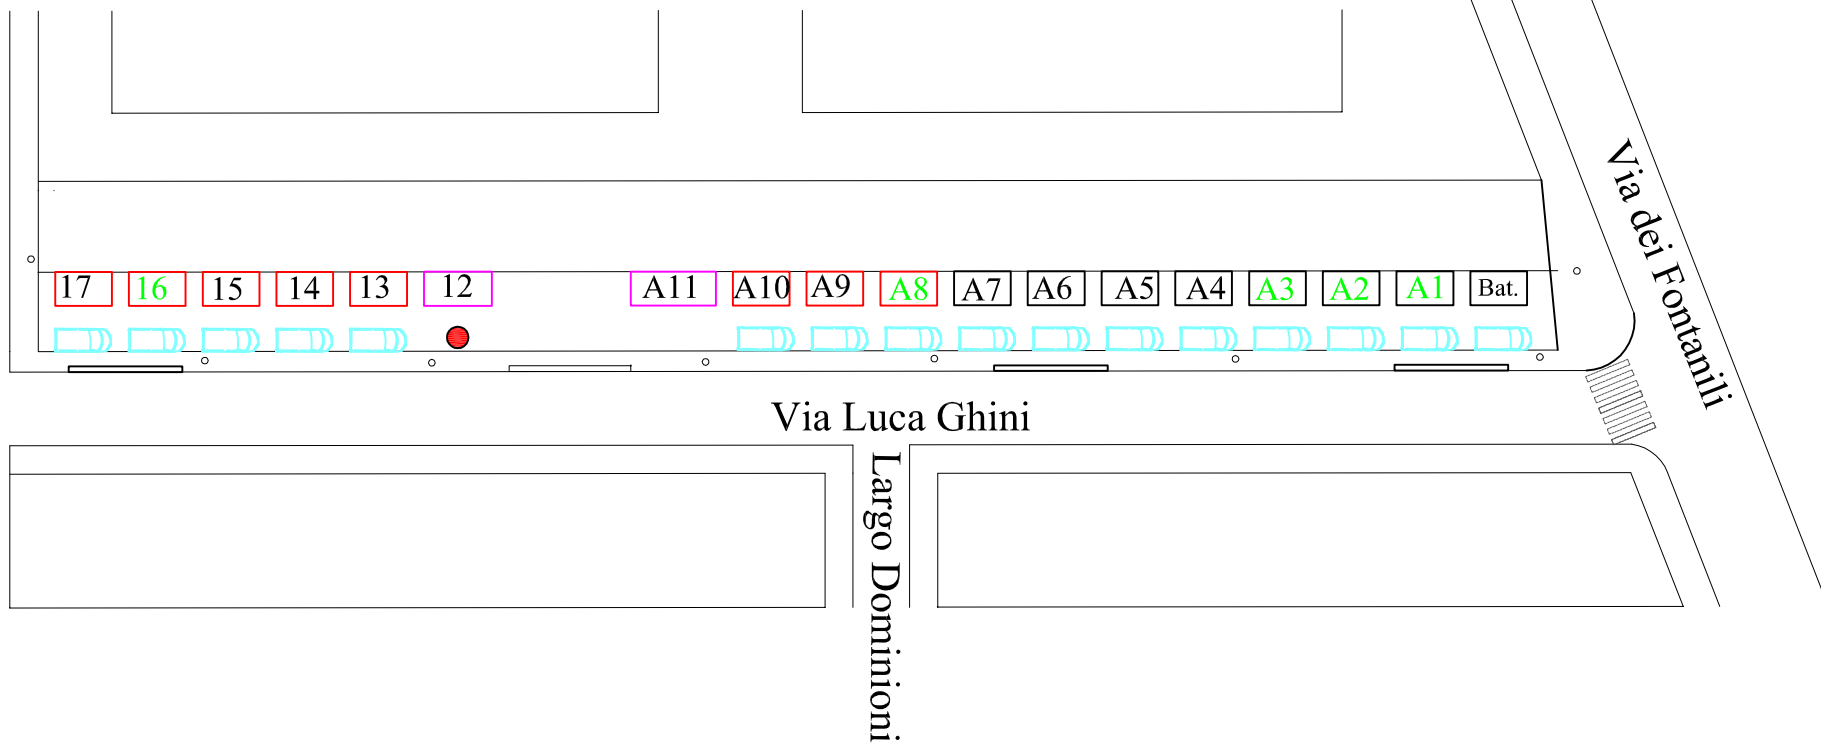 Via dei Fontanili
17 16 15 14 13 12 A11 A10 A9 A8 A7 A6 A5 A4 A3 A2 A1 Bat.
Via Luca Ghini
Largo Dominioni